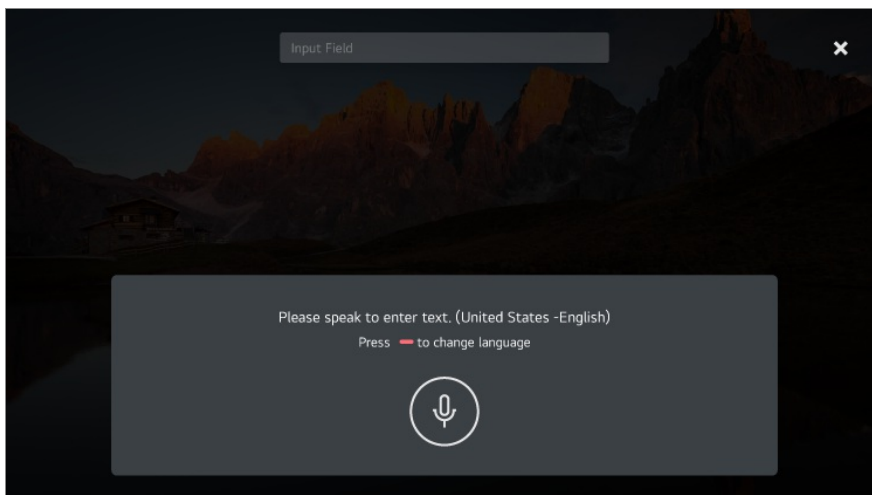 Input Field
Please speak to enter text. (United States -English)
Press to change language